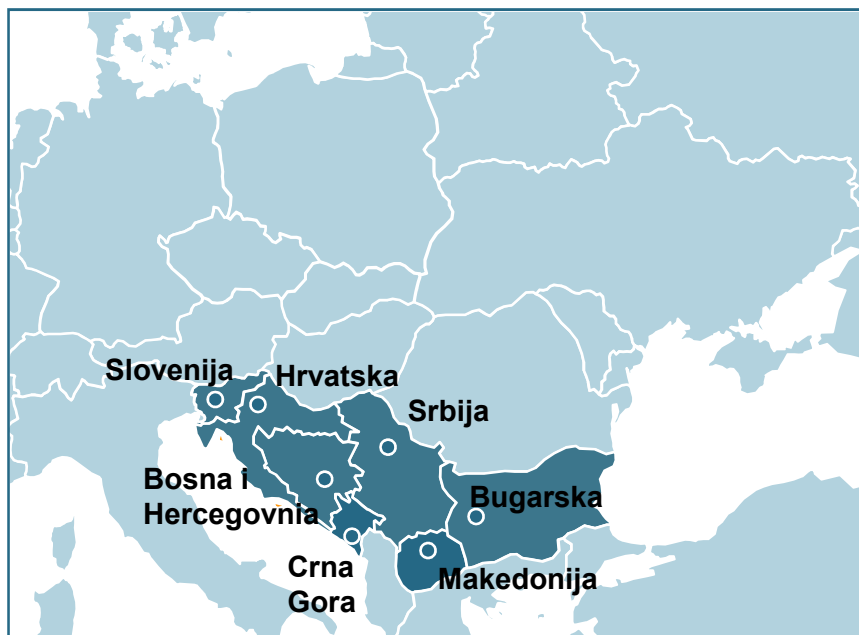 Slovenija
Hrvatska
Srbija
Bosna i
Hercegovnia
Bugarska
Crna
Gora
Makedonija